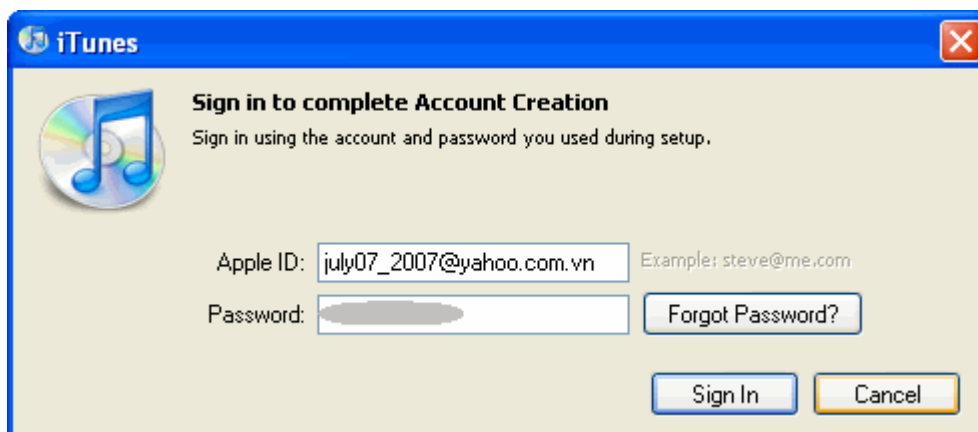 iTunes
Sign in to complete Account Creation
Sign in using the account and password you used during setup.
Apple ID: july07_2007@yahoo.com.vn Example: steve@me.com
Password: Forgot Password?
Sign In Cancel